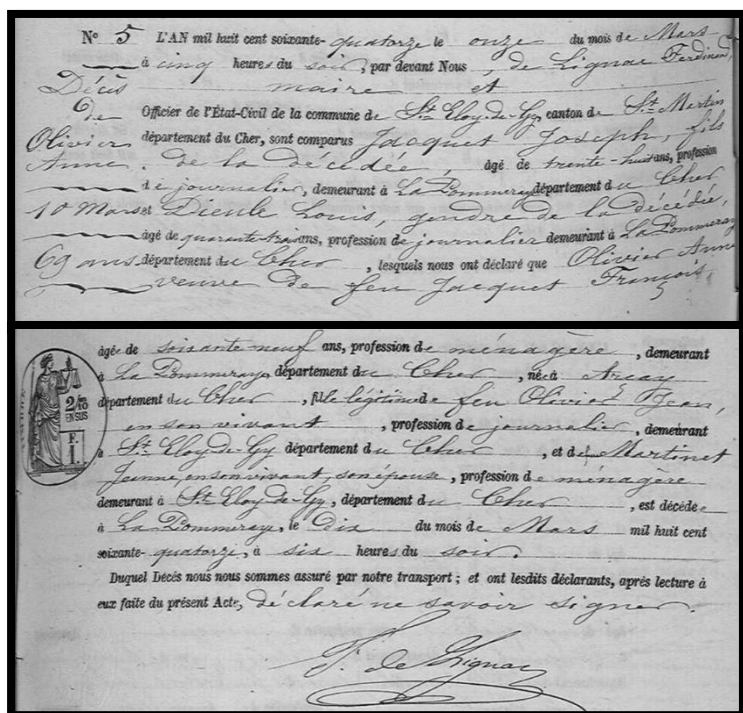 N° 5 L'AN mil huit cent soixante-quatorze le onze du mois de Mars
à cinq heures du soir, par devant Nous, de Lignac Ferdinand,
Décès maire et
de Officier de l'État-Civil de la commune de St Eloy-de-Gy, canton de St Martin
Olivier département du Cher, sont comparus Jacquet Joseph, fils
Anne. de la décédée, âgé de trente-huit ans, profession
de journalier, demeurant à La Pommeraye département du Cher
10 Mars et Dieule Louis, gendre de la décédée,
âgé de quarante-trois ans, profession de journalier demeurant à La Pommeraye
69 ans. département du Cher, lesquels nous ont déclaré que Olivier Anne
veuve de feu Jacquet François,
âgée de soixante neuf ans, profession de ménagère, demeurant
à La Pommeraye département du Cher, née à Arçay
département du Cher, fille légitime de feu Olivier Jean,
en son vivant, profession de journalier, demeurant
à St Eloy-de-Gy département du Cher, et de Martinet
Jeanne, en son vivant, son épouse, profession de ménagère
demeurant à St Eloy-de-Gy, département du Cher, est décédée
à La Pommeraye, le dix du mois de Mars mil huit cent
soixante-quatorze, à six heures du soir.
Duquel Décès nous nous sommes assuré par notre transport; et ont lesdits déclarants, après lecture à
eux faite du présent Acte, déclaré ne savoir signer.
F. de Lignac
2/10
EN SUS
F.
1.